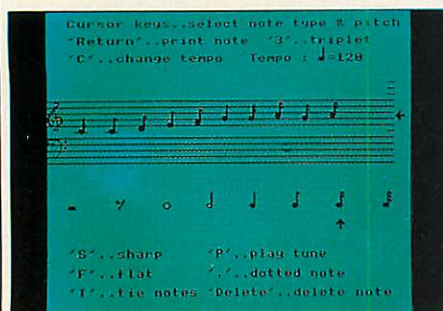 Cursor keys..select note type & pitch
'Return'..print note '3'..triplet
'C'..change tempo Tempo : ♩=120
'S'..sharp 'P'..play tune
'F'..flat '.'..dotted note
'T'..tie notes 'Delete'..delete note